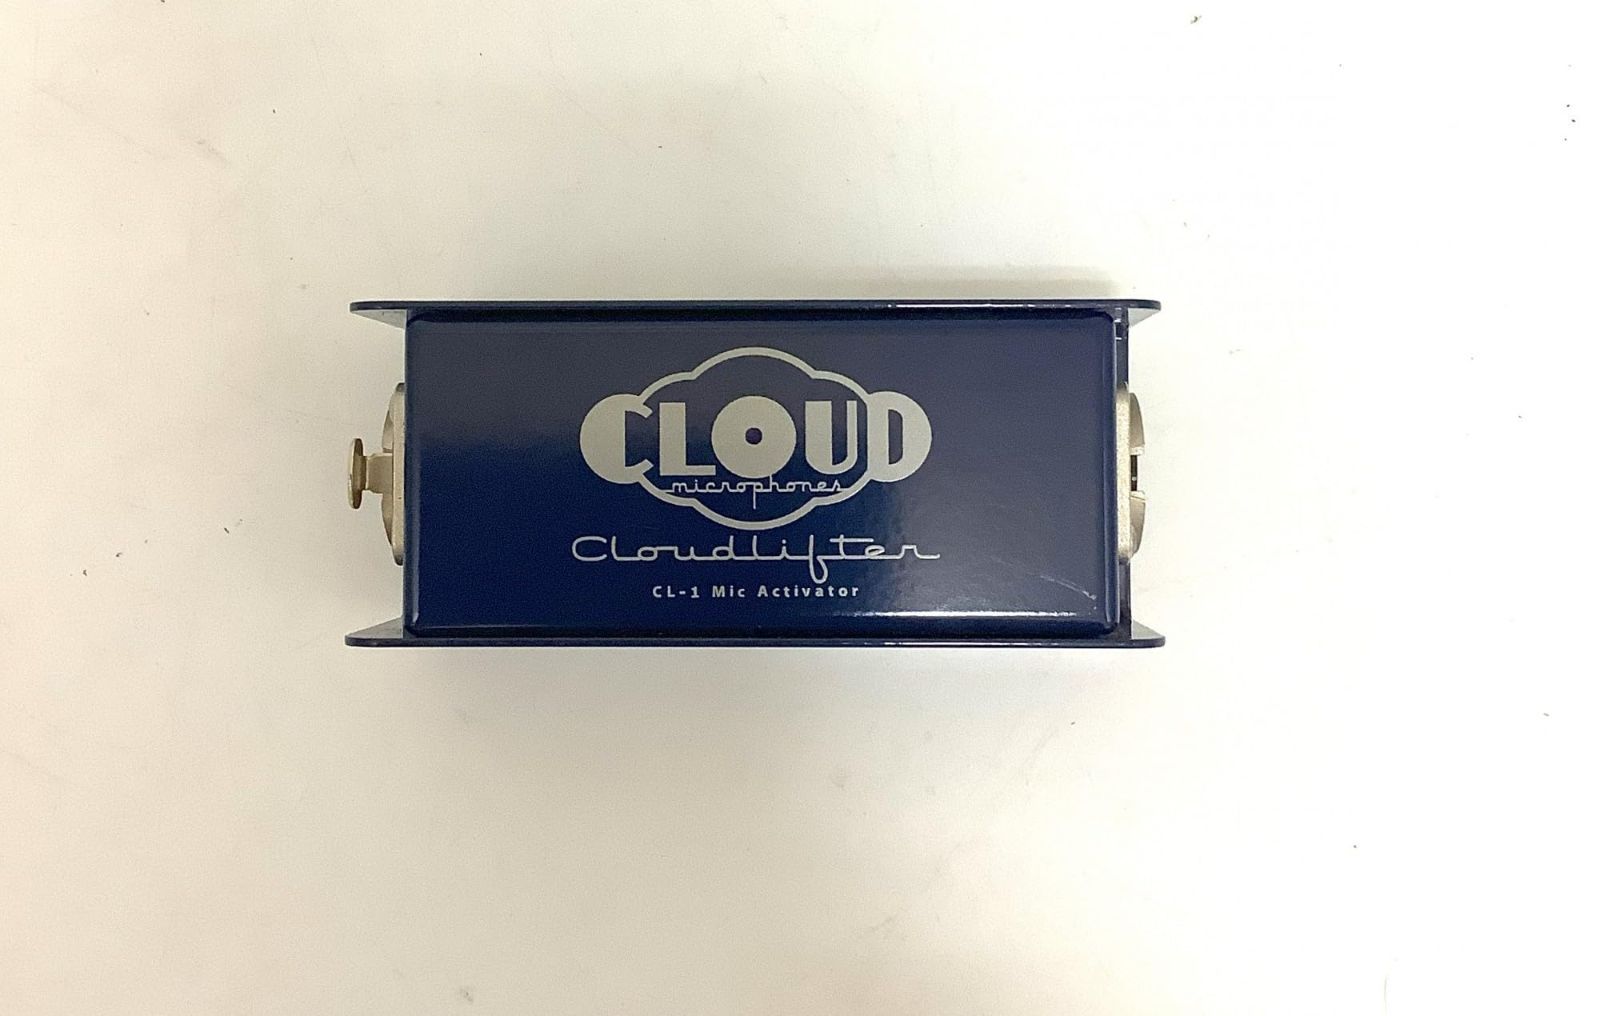 CLOUD
microphones
Cloudlifter
CL-1 Mic Activator